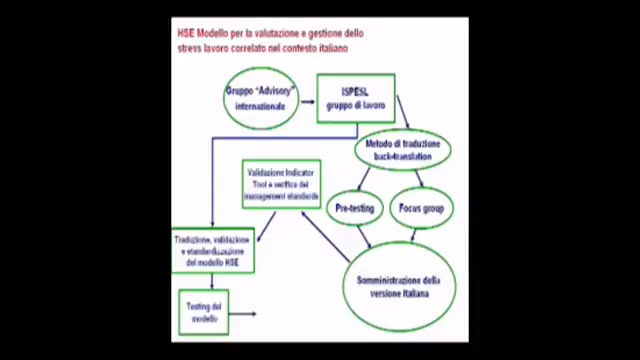 HSE Modello per la valutazione e gestione dello
stress lavoro correlato nel contesto italiano
Gruppo "Advisory"
internazionale
ISPESL
gruppo di lavoro
Metodo di traduzione
back-translation
Validazione Indicator
Tool e verifica dei
management standards
Pre-testing
Focus group
Traduzione, validazione
e standardizzazione
del modello HSE
Somministrazione della
versione italiana
Testing del
modello